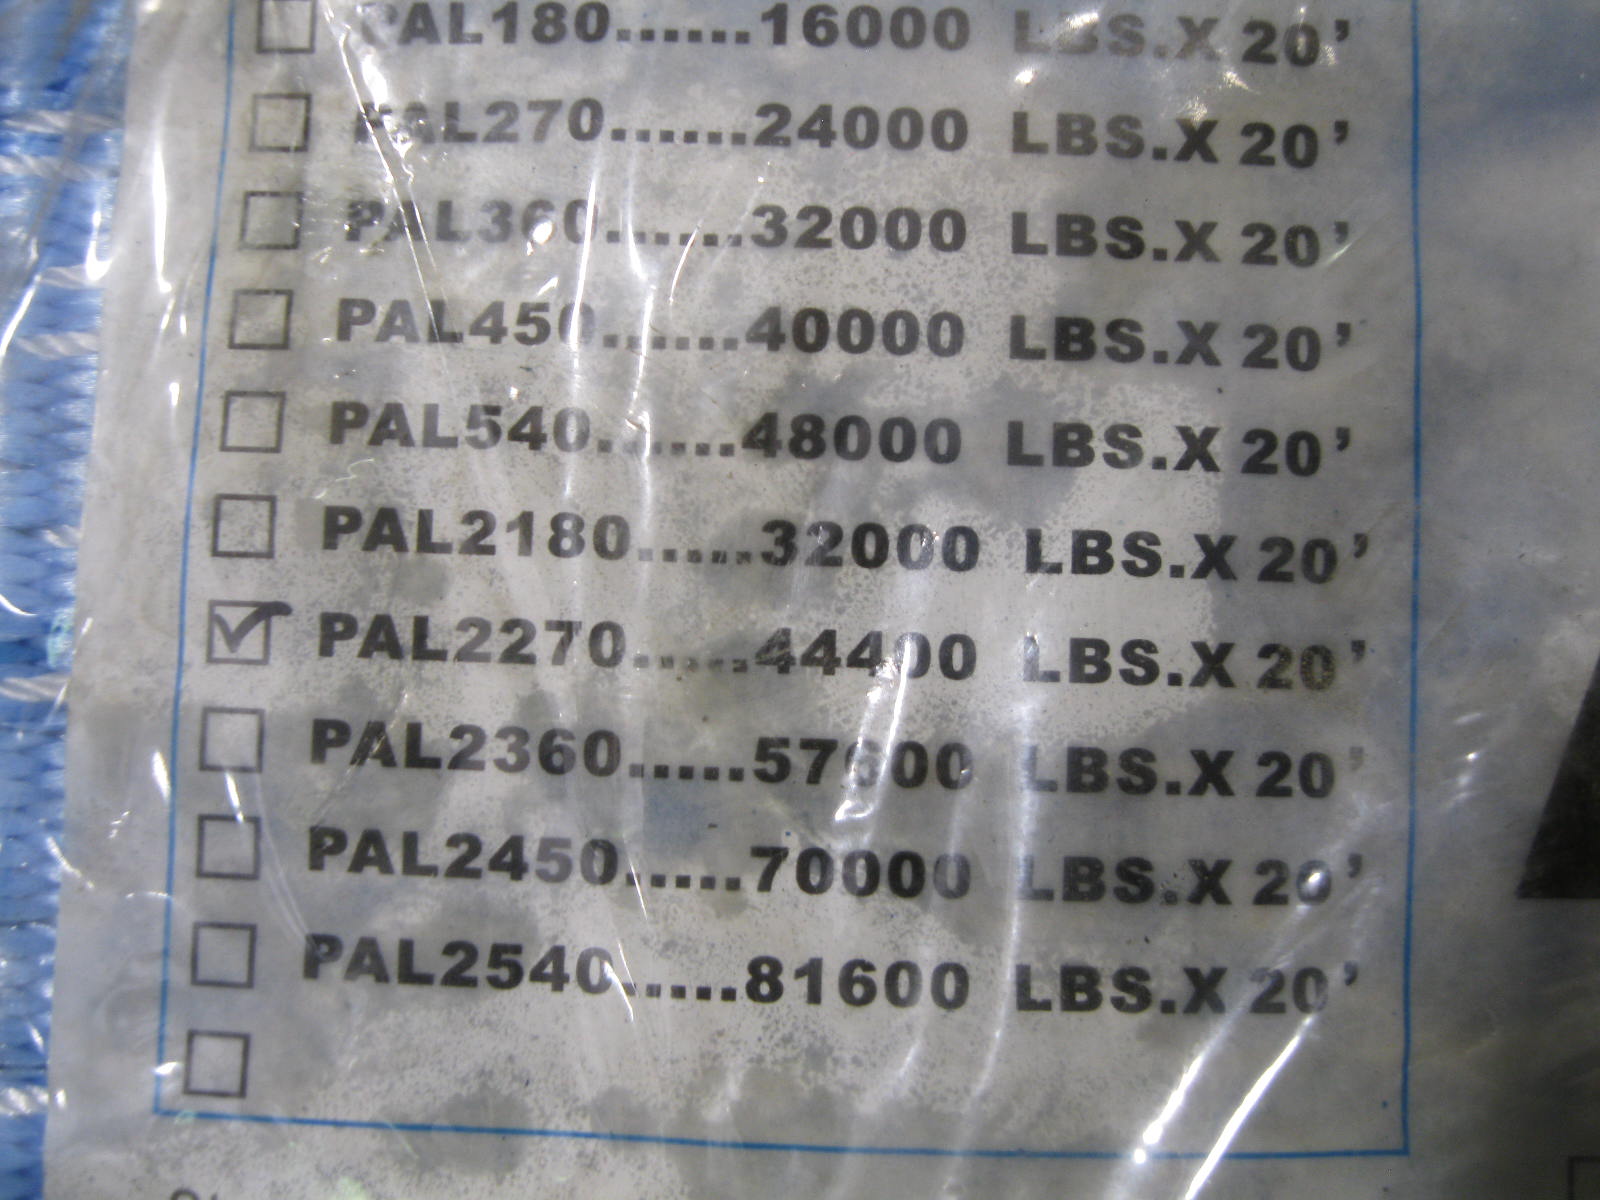 PAL180......16000 LBS.X 20’
PAL270......24000 LBS.X 20’
PAL360......32000 LBS.X 20’
PAL450......40000 LBS.X 20’
PAL540......48000 LBS.X 20’
PAL2180.....32000 LBS.X 20’
PAL2270.....44400 LBS.X 20’
PAL2360.....57600 LBS.X 20’
PAL2450.....70000 LBS.X 20’
PAL2540.....81600 LBS.X 20’